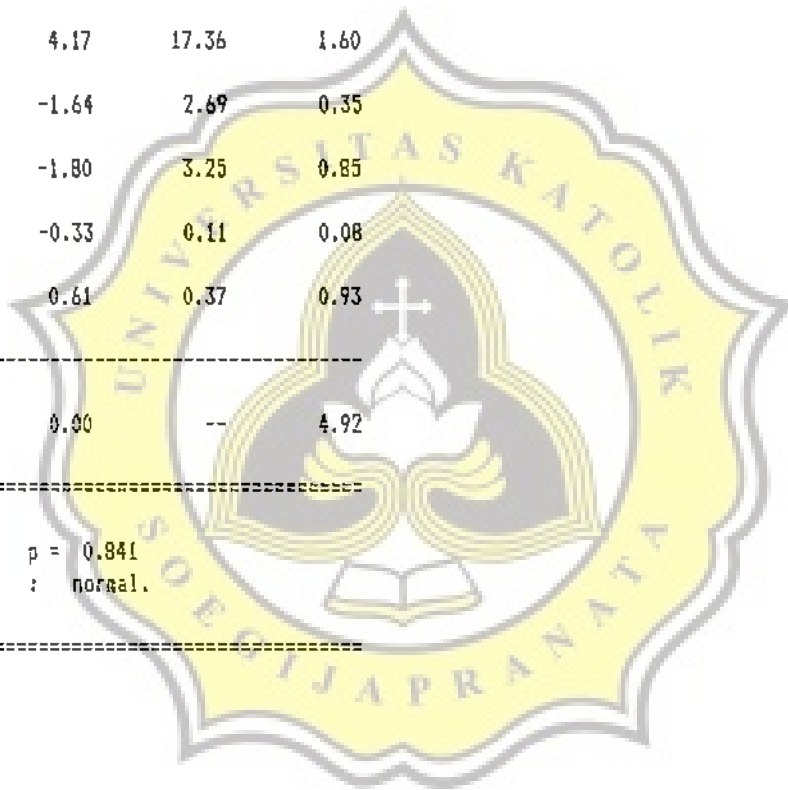 4.17 17.36 1.60
-1.64 2.69 0.35
-1.80 3.25 0.85
-0.33 0.11 0.08
0.61 0.37 0.93
0.00 -- 4.92
p = 0.841
: normal.
UNIVERSITAS KATOLIK
SOEGIJAPRANATA